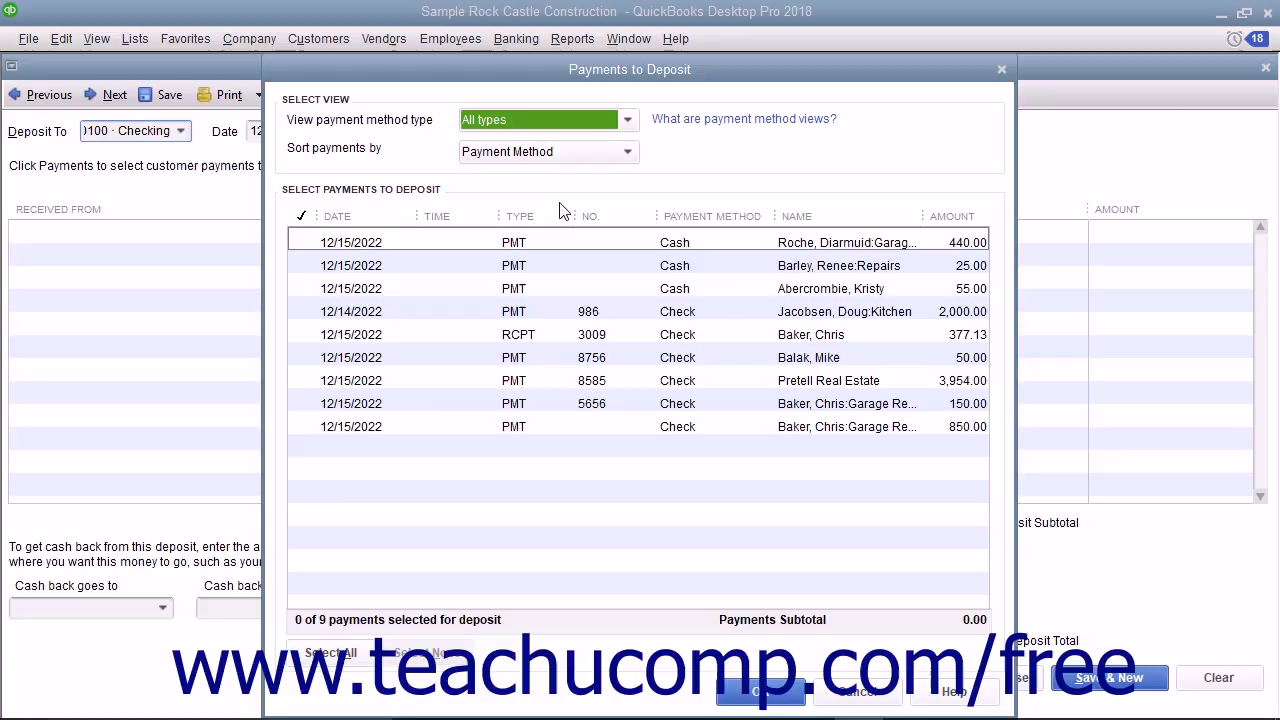 Sample Rock Castle Construction - QuickBooks Desktop Pro 2018
File Edit View Lists Favorites Company Customers Vendors Employees Banking Reports Window Help 18
Payments to Deposit
Previous Next Save Print
SELECT VIEW
View payment method type All types What are payment method views?
Deposit To 100 · Checking Date 12
Sort payments by Payment Method
Click Payments to select customer payments t
SELECT PAYMENTS TO DEPOSIT
RECEIVED FROM AMOUNT
✓ DATE TIME TYPE NO. PAYMENT METHOD NAME AMOUNT
12/15/2022 PMT Cash Roche, Diarmuid:Garag... 440.00
12/15/2022 PMT Cash Barley, Renee:Repairs 25.00
12/15/2022 PMT Cash Abercrombie, Kristy 55.00
12/14/2022 PMT 986 Check Jacobsen, Doug:Kitchen 2,000.00
12/15/2022 RCPT 3009 Check Baker, Chris 377.13
12/15/2022 PMT 8756 Check Balak, Mike 50.00
12/15/2022 PMT 8585 Check Pretell Real Estate 3,954.00
12/15/2022 PMT 5656 Check Baker, Chris:Garage Re... 150.00
12/15/2022 PMT Check Baker, Chris:Garage Re... 850.00
sit Subtotal
To get cash back from this deposit, enter the a
where you want this money to go, such as your
Cash back goes to Cash back
0 of 9 payments selected for deposit Payments Subtotal 0.00
eposit Total
Select All Select No
www.teachucomp.com/free
Cancel Help Save & New Clear